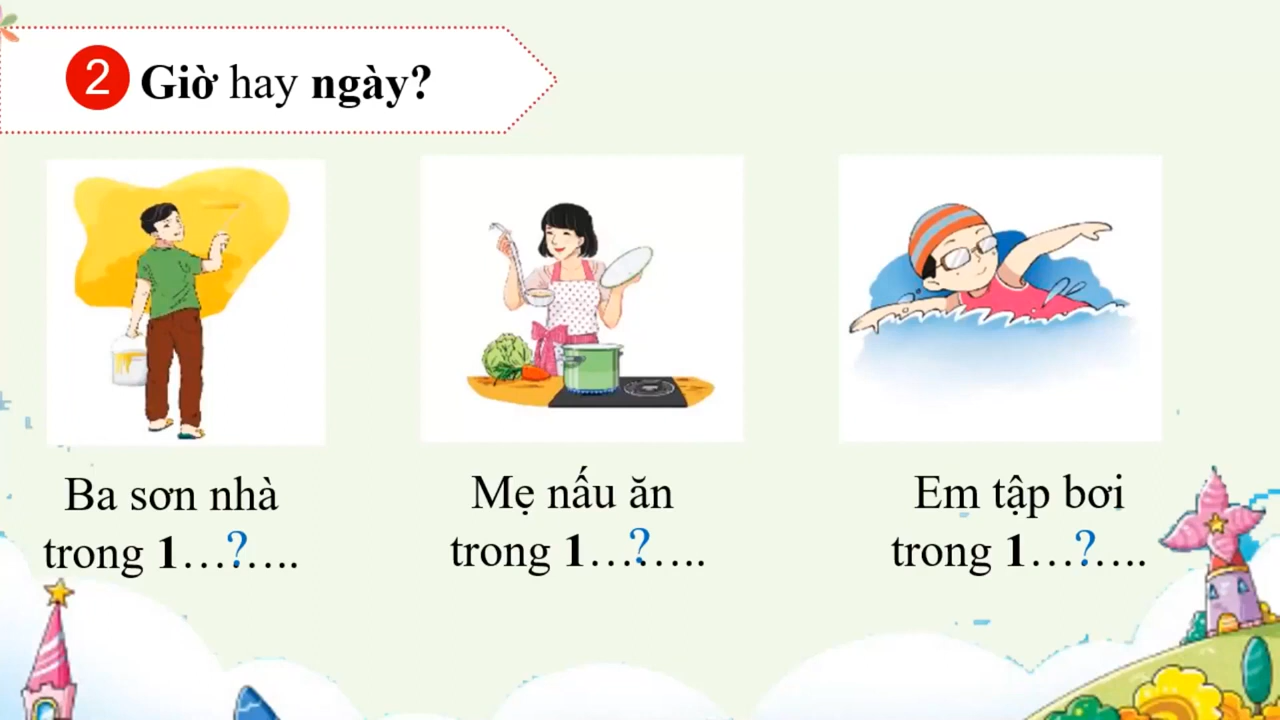 2 Giờ hay ngày?
Ba sơn nhà
trong 1...?.....
Mẹ nấu ăn
trong 1...?.....
Em tập bơi
trong 1...?.....